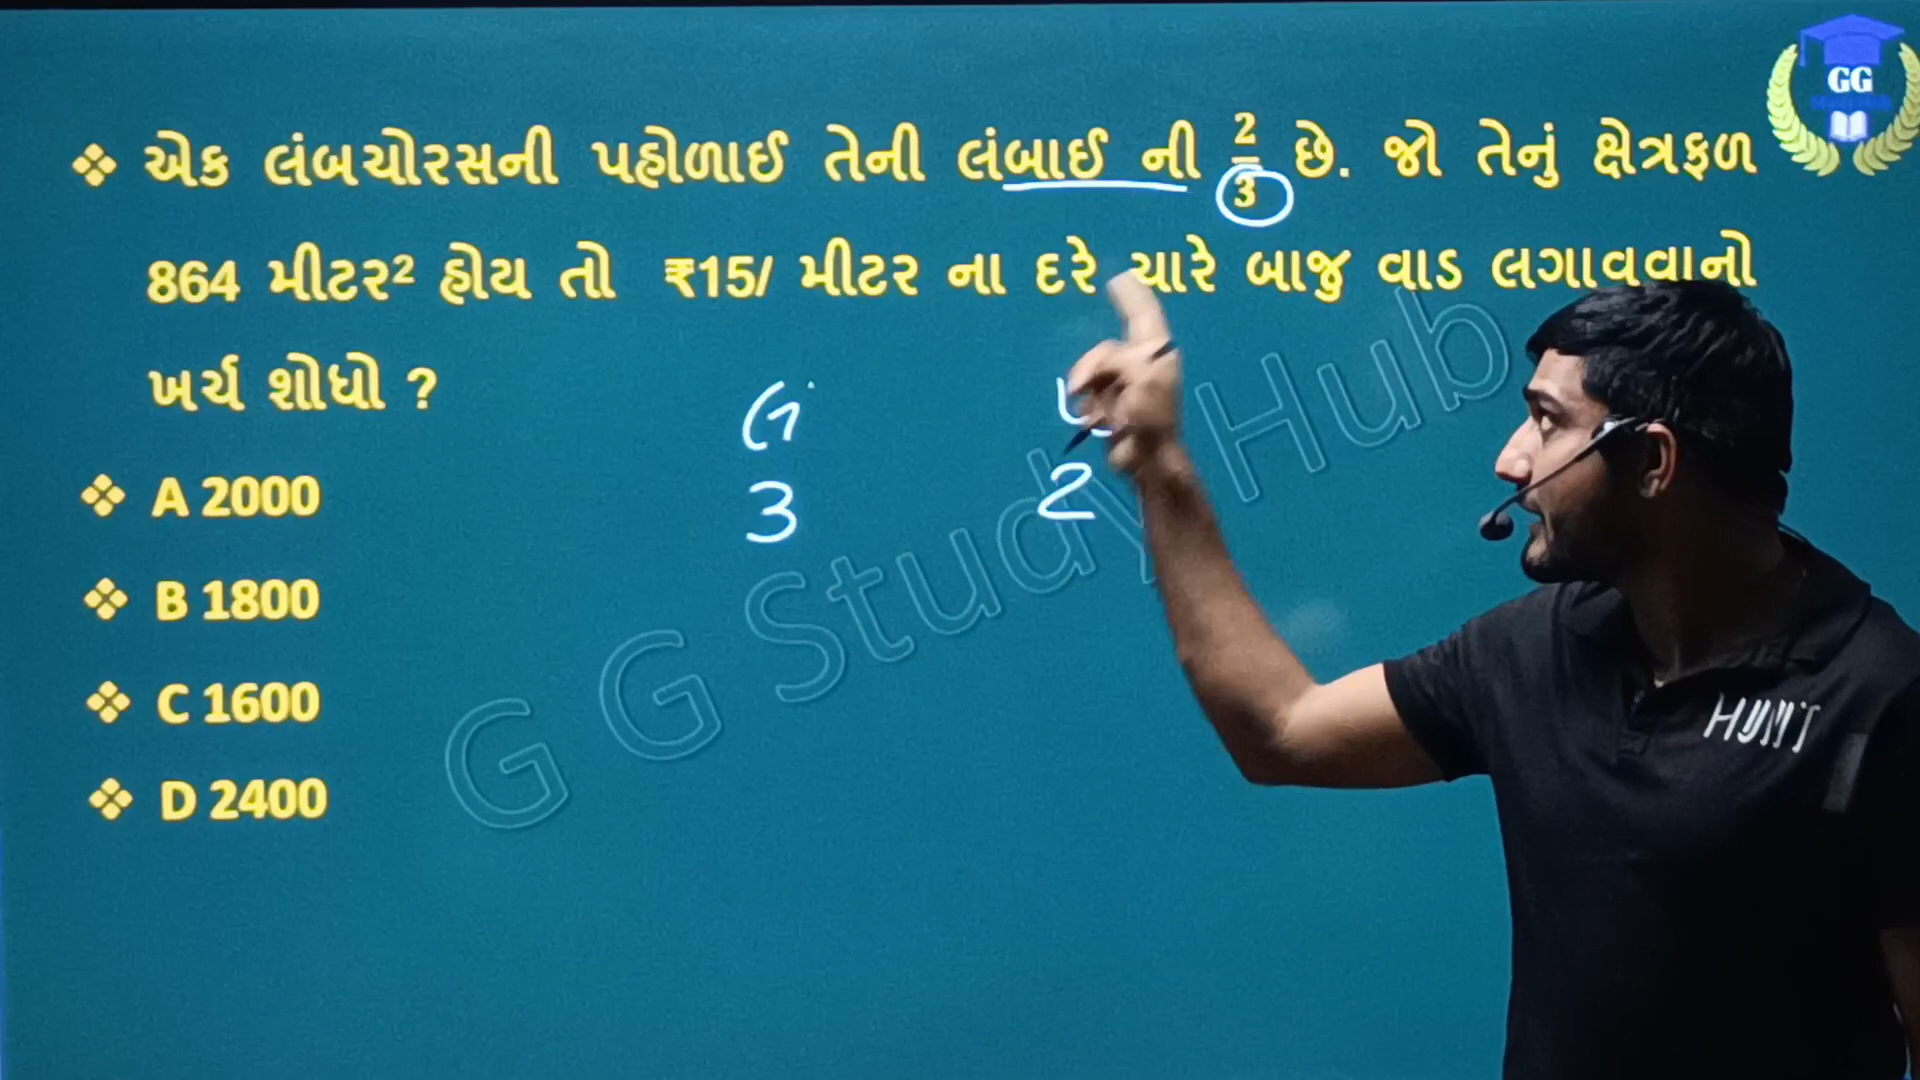 GG
❖ એક લંબચોરસની પહોળાઈ તેની લંબાઈ ની 2/3 છે. જો તેનું ક્ષેત્રફળ
864 મીટર² હોય તો ₹15/ મીટર ના દરે ચારે બાજુ વાડ લગાવવાનો
ખર્ચ શોધો ?
❖ A 2000
❖ B 1800
❖ C 1600
❖ D 2400
3 2
G G Study Hub